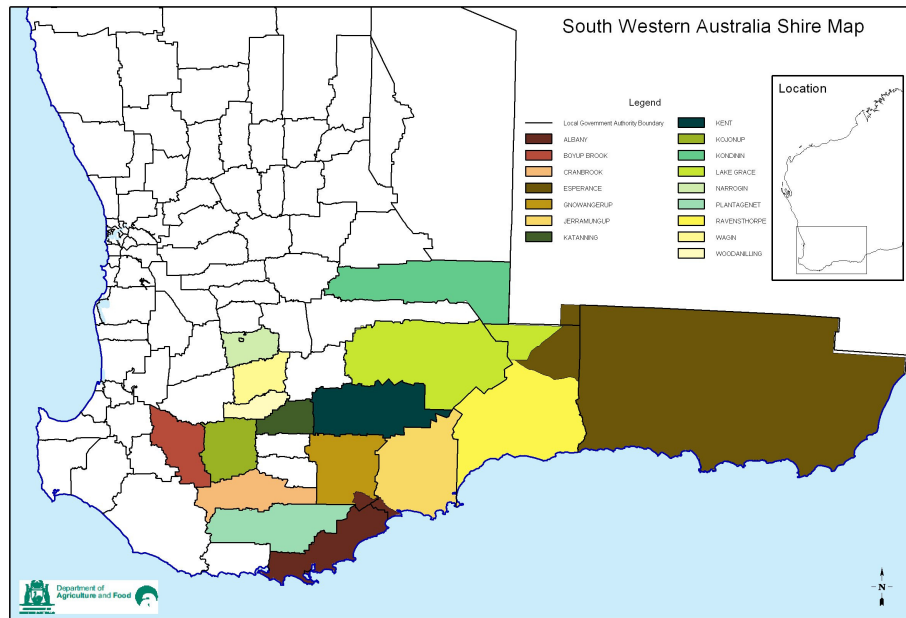 South Western Australia Shire Map
Location
Legend
Local Government Authority Boundary
ALBANY
BOYUP BROOK
CRANBROOK
ESPERANCE
GNOWANGERUP
JERRAMUNGUP
KATANNING
KENT
KOJONUP
KONDININ
LAKE GRACE
NARROGIN
PLANTAGENET
RAVENSTHORPE
WAGIN
WOODANILLING
Department of
Agriculture and Food
N